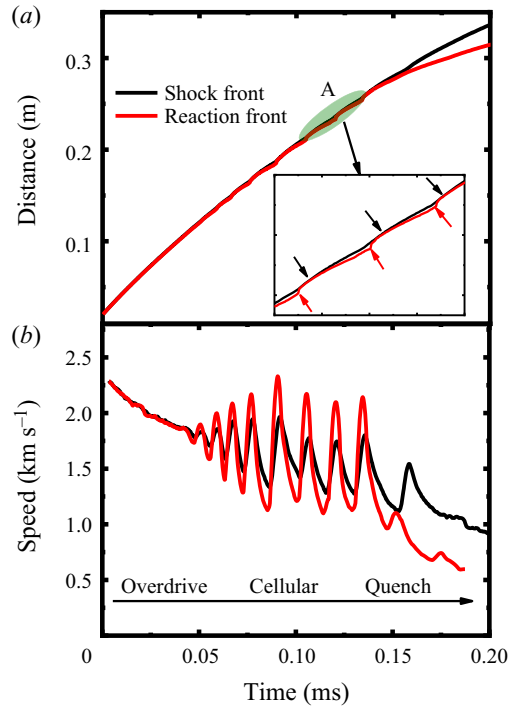 (a)
0.3
A
Shock front
Reaction front
0.2
Distance (m)
0.1
(b)
2.5
2.0
1.5
Speed (km s⁻¹)
1.0
0.5
Overdrive Cellular Quench
0 0.05 0.10 0.15 0.20
Time (ms)